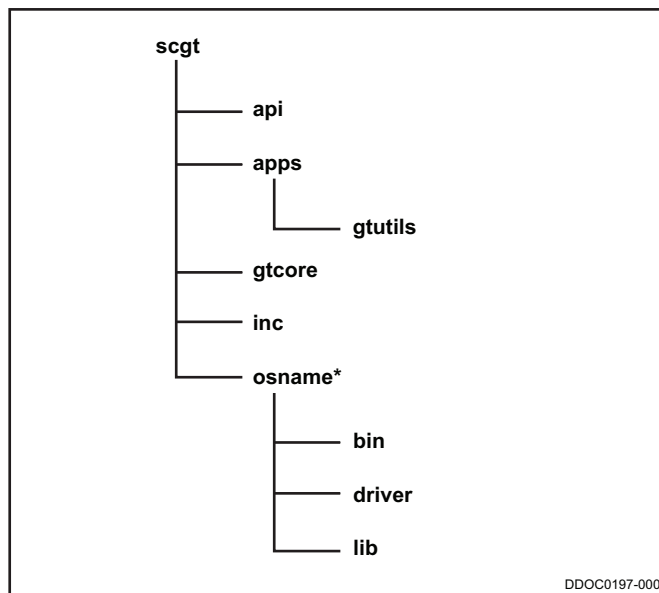 scgt
api
apps
gtutils
gtcore
inc
osname*
bin
driver
lib
DDOC0197-000